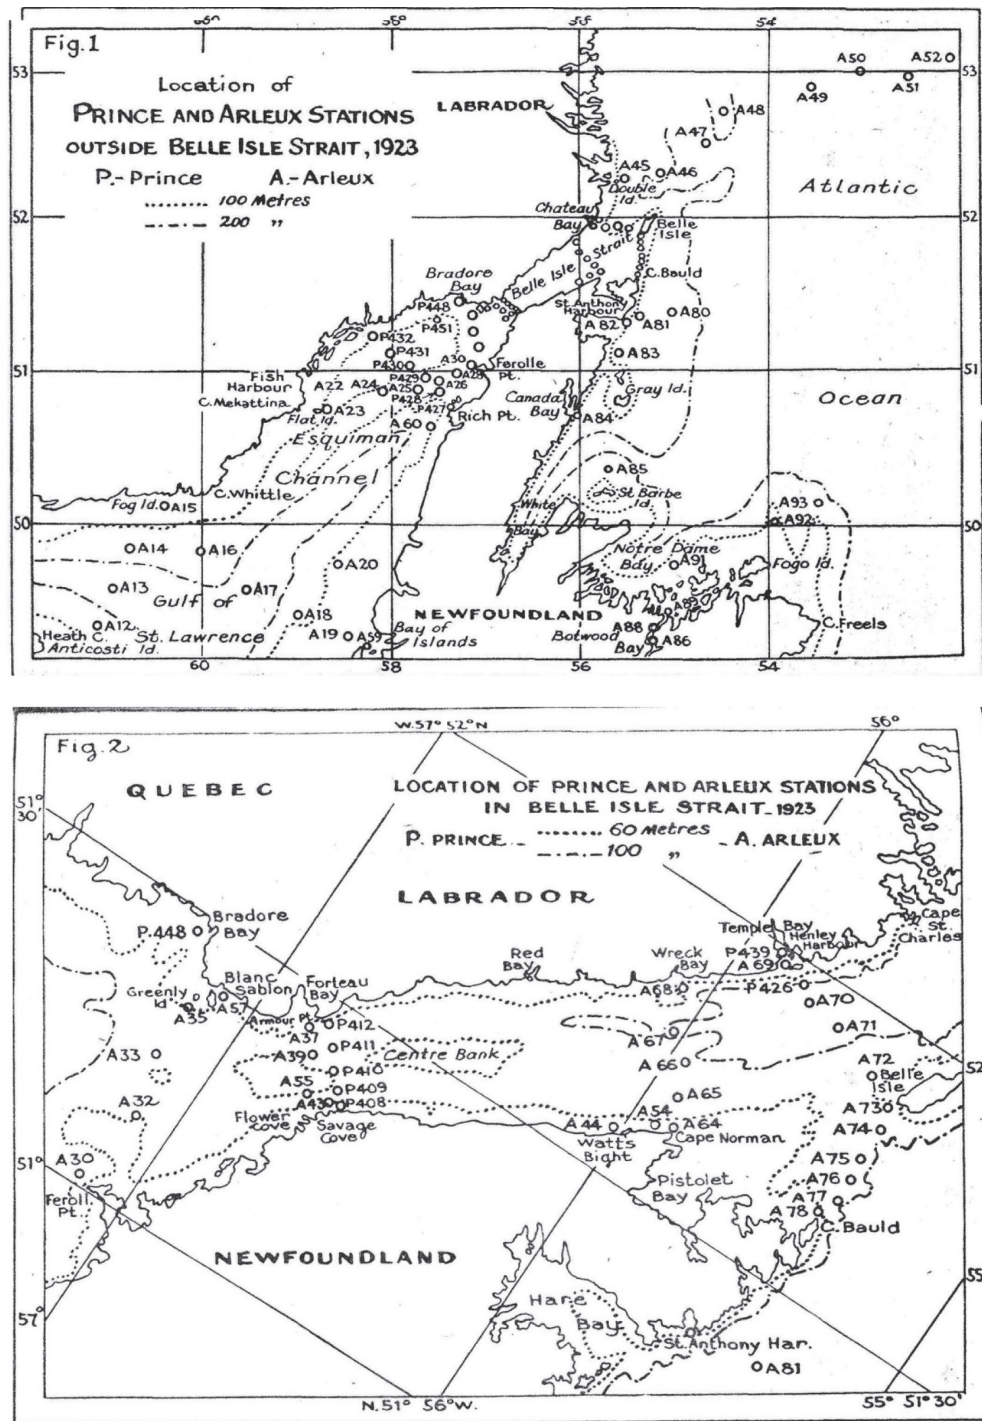 Fig.1
56°
54
53
53
Location of
PRINCE AND ARLEUX STATIONS
OUTSIDE BELLE ISLE STRAIT, 1923
P.-Prince A.-Arleux
100 Metres
200 "
LABRADOR
A50
A52
A49
A51
A48
A47
A45
A46
Double
Id.
Atlantic
52
52
Chateau
Bay
Belle
Isle
Belle Isle Strait
Bradore
Bay
C.Bauld
St.Anthony
Harbour
P448
P451
A82
A81
A80
P432
P431
A30
A83
P430
Ferolle
Pt.
51
51
Fish
Harbour
A22
A24
P429
A25
A26
A28
C.Mekattina
P428
P427
Canada
Bay
Gray Id.
Ocean
A23
Flat Id.
A60
Rich Pt.
A84
Esquiman
Channel
C.Whittle
A85
St Barbe
Id.
Fog Id.
A15
White
Bay
A93
A92
50
50
A14
A16
Notre Dame
Bay
A91
Fogo Id.
A20
A13
A17
Gulf of
A18
NEWFOUNDLAND
A89
A12
A19
A59
Bay of
Islands
Botwood
Bay
A88
A86
C.Freels
Heath C.
Anticosti Id.
St. Lawrence
60
58
56
54
Fig.2
W.57° 52°N
56°
QUEBEC
LOCATION OF PRINCE AND ARLEUX STATIONS
IN BELLE ISLE STRAIT-1923
51°
30'
P. PRINCE - 60 Metres
100 " - A. ARLEUX
LABRADOR
Bradore
Bay
P.448
Temple Bay
Henley
Harbour
Cape
St.
Charles
P439
A69
Red
Bay
Wreck
Bay
Blanc
Sablon
Forteau
Bay
Greenly
Id
A35
A57
A68
P426
A70
Armour Pt.
P412
A37
A67
A71
A33
A39
P411
Centre Bank
A66
A72
Belle
Isle
52
P410
A55
P409
A65
A32
A43
P408
A73
Flower
Cove
Savage
Cove
A44
A54
A64
A74
Watts
Bight
Cape Norman
51°
A30
A75
Feroll.
Pt.
Pistolet
Bay
A76
A77
A78
C.Bauld
NEWFOUNDLAND
Hare
Bay
55
57°
St.Anthony Har.
A81
N.51° 56°W.
55° 51°30'